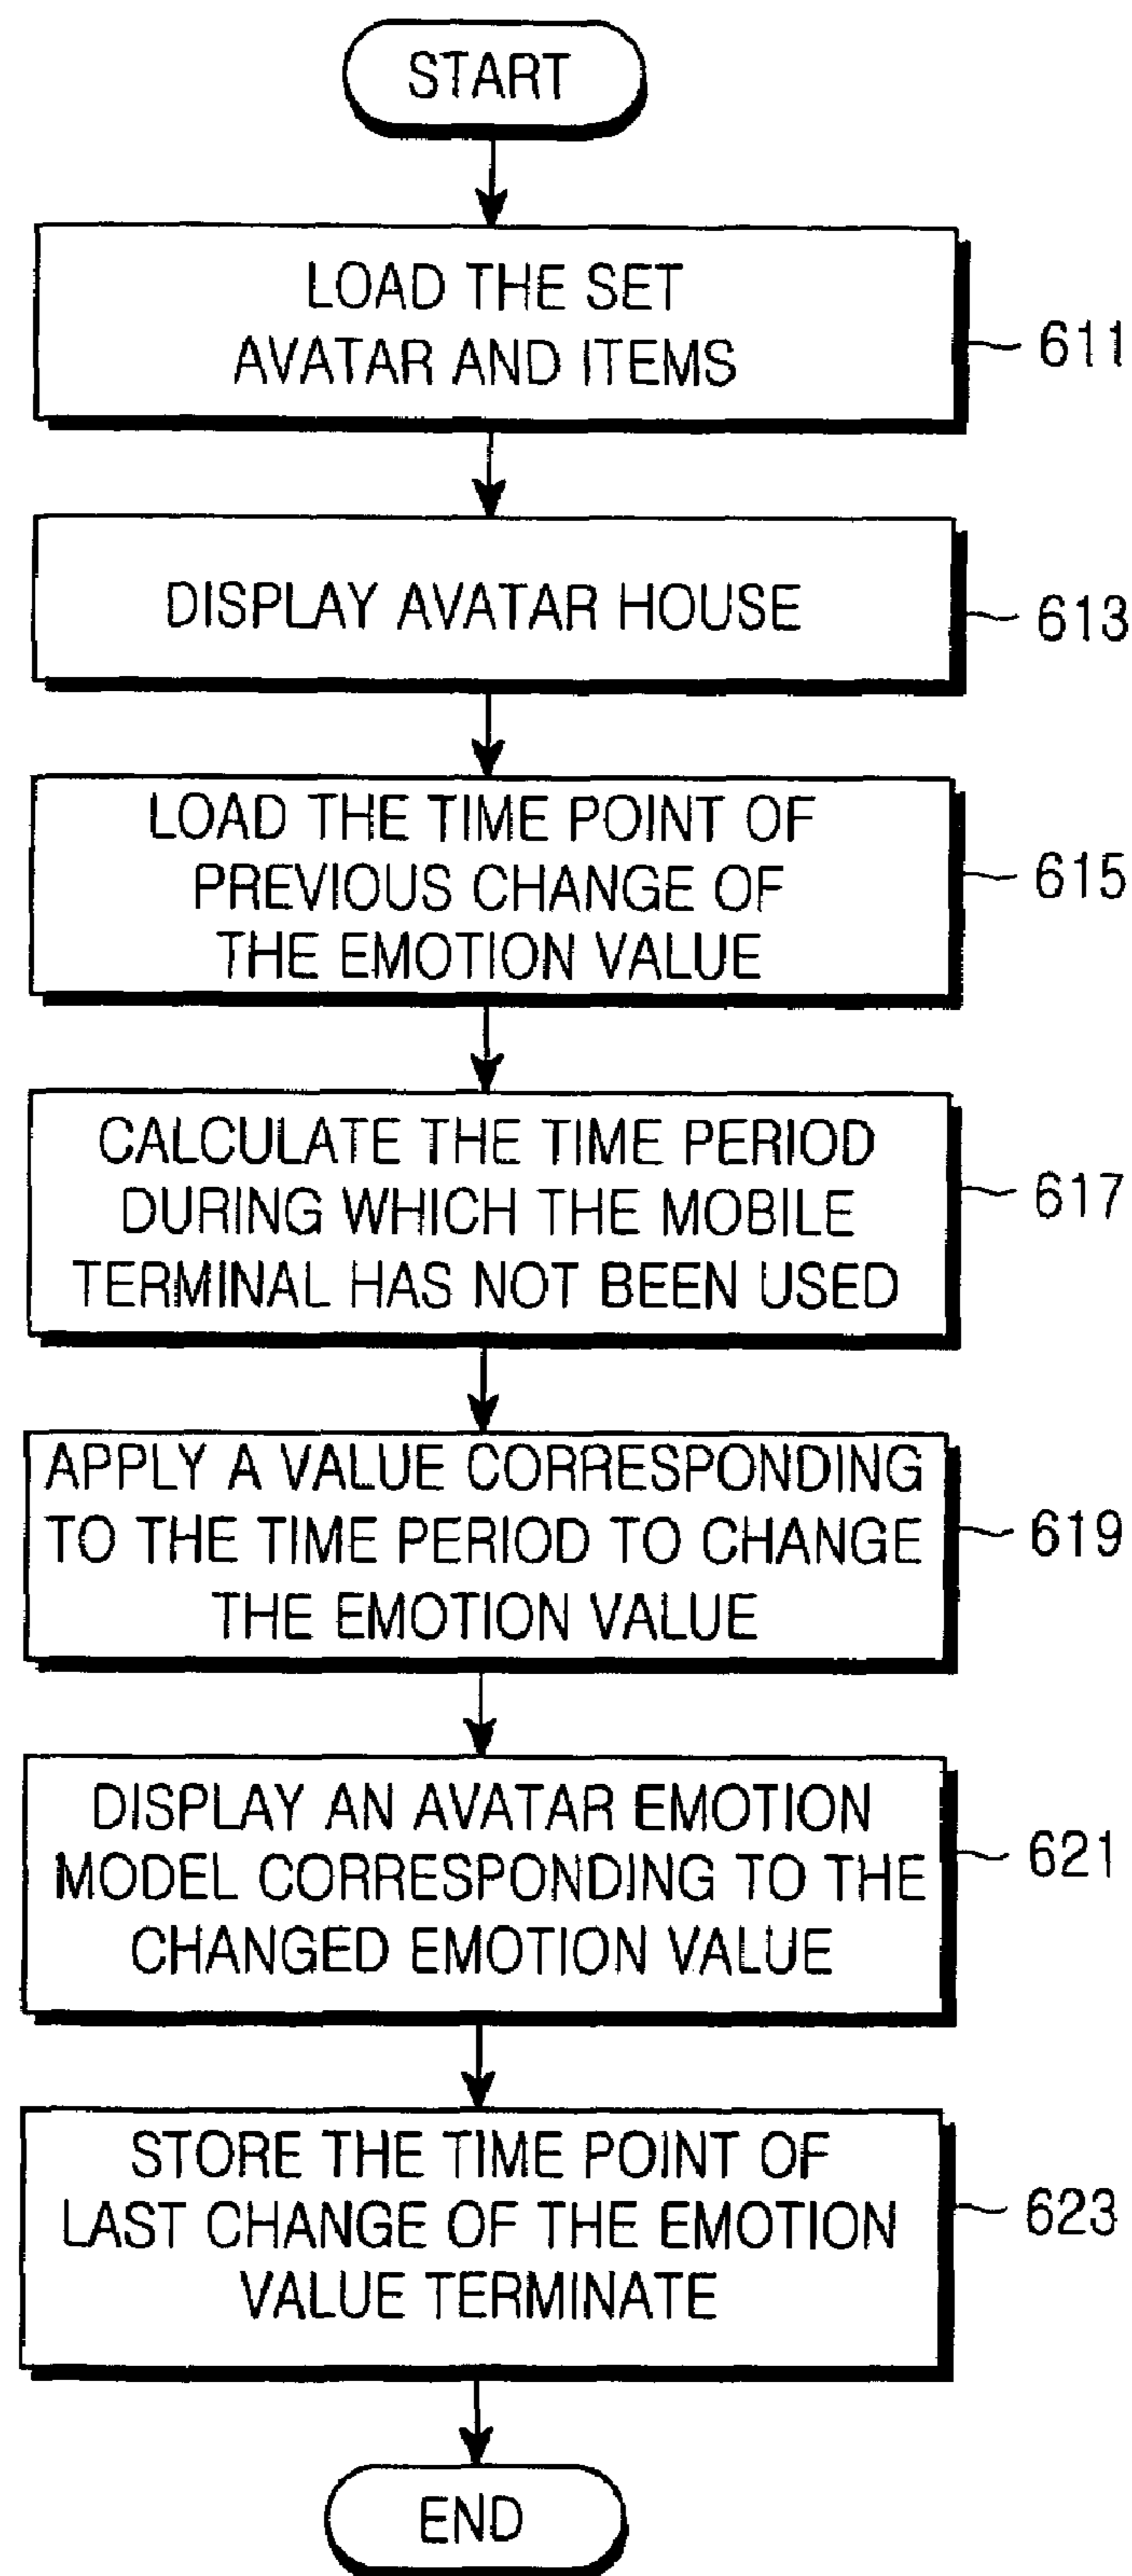 START
LOAD THE SET
AVATAR AND ITEMS
611
DISPLAY AVATAR HOUSE
613
LOAD THE TIME POINT OF
PREVIOUS CHANGE OF
THE EMOTION VALUE
615
CALCULATE THE TIME PERIOD
DURING WHICH THE MOBILE
TERMINAL HAS NOT BEEN USED
617
APPLY A VALUE CORRESPONDING
TO THE TIME PERIOD TO CHANGE
THE EMOTION VALUE
619
DISPLAY AN AVATAR EMOTION
MODEL CORRESPONDING TO THE
CHANGED EMOTION VALUE
621
STORE THE TIME POINT OF
LAST CHANGE OF THE EMOTION
VALUE TERMINATE
623
END